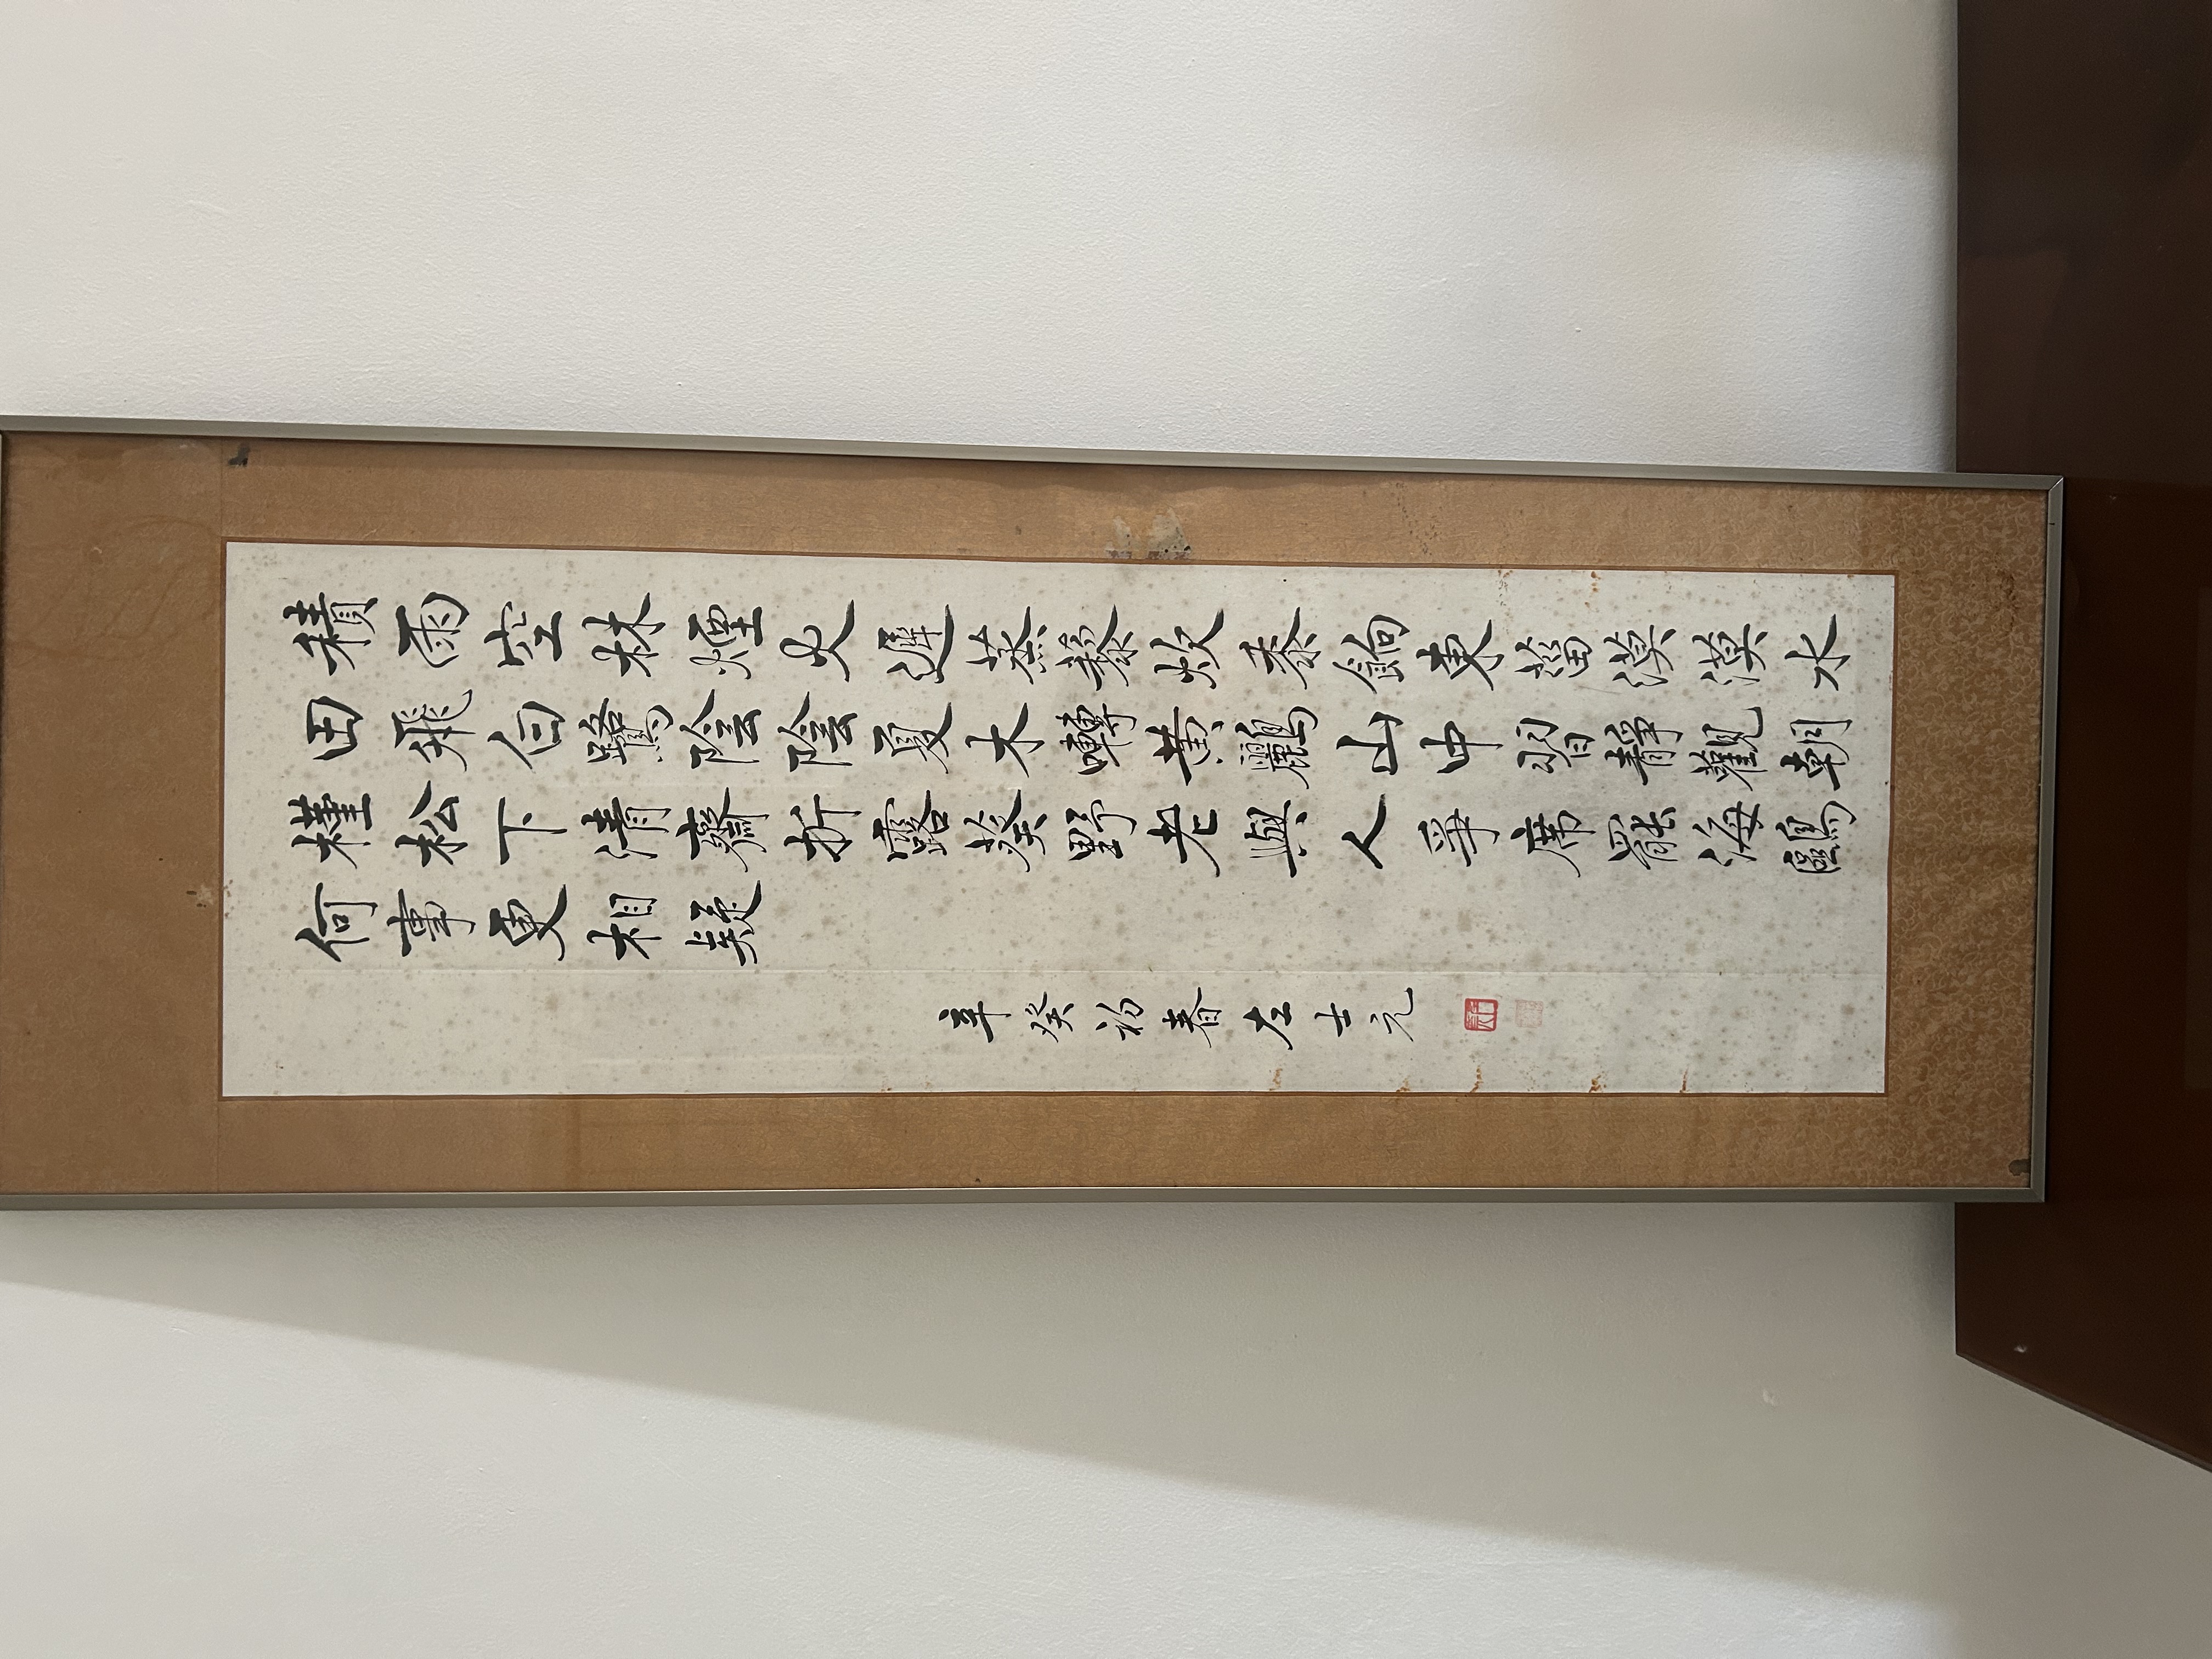 積雨空林煙火遲蒸藜炊黍餉東菑漠漠水
田飛白鷺陰陰夏木囀黃鸝山中習靜觀朝
槿松下清齋折露葵野老與人爭席罷海鷗
何事更相疑
辛癸初春左士元